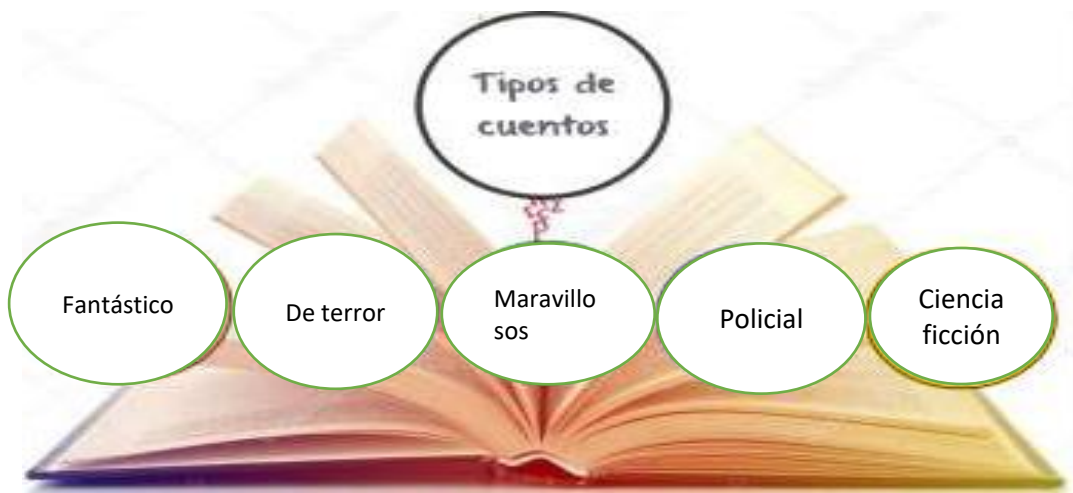 Tipos de
cuentos
Fantástico
De terror
Maravillo
sos
Policial
Ciencia
ficción